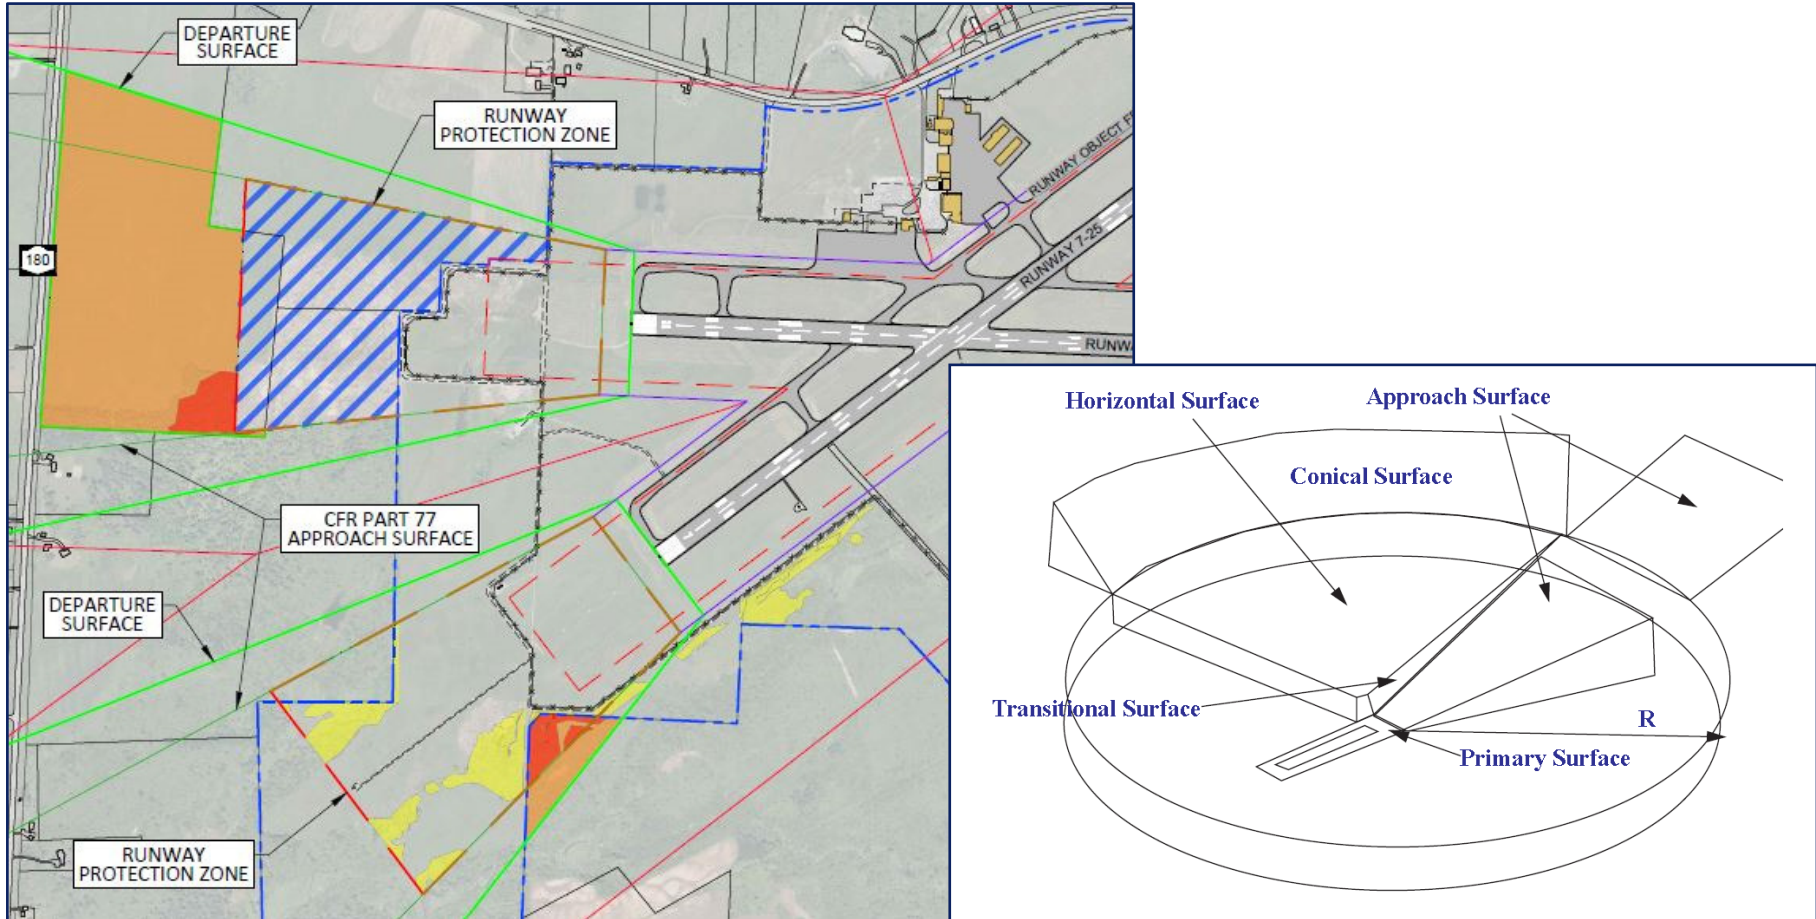 DEPARTURE
SURFACE
RUNWAY
PROTECTION ZONE
180
RUNWAY OBJECT F
RUNWAY 7-25
RUNW
CFR PART 77
APPROACH SURFACE
DEPARTURE
SURFACE
RUNWAY
PROTECTION ZONE
Horizontal Surface
Approach Surface
Conical Surface
Transitional Surface
R
Primary Surface